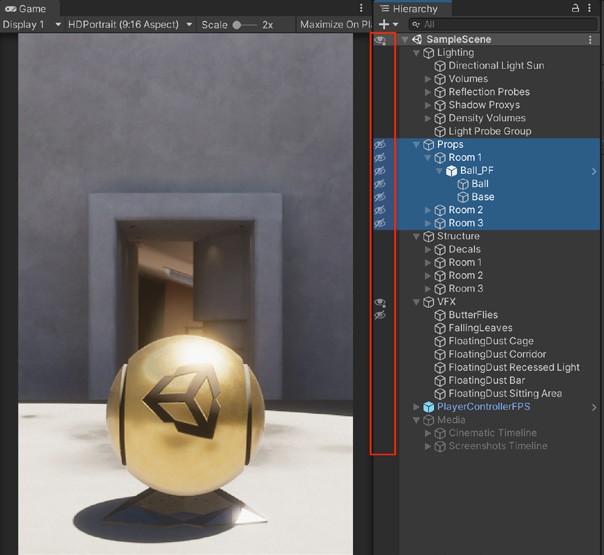 Game
Display 1 HDPortrait (9:16 Aspect) Scale 2x Maximize On Pl
Hierarchy
All
SampleScene
Lighting
Directional Light Sun
Volumes
Reflection Probes
Shadow Proxys
Density Volumes
Light Probe Group
Props
Room 1
Ball_PF
Ball
Base
Room 2
Room 3
Structure
Decals
Room 1
Room 2
Room 3
VFX
ButterFlies
FallingLeaves
FloatingDust Cage
FloatingDust Corridor
FloatingDust Recessed Light
FloatingDust Bar
FloatingDust Sitting Area
PlayerControllerFPS
Media
Cinematic Timeline
Screenshots Timeline